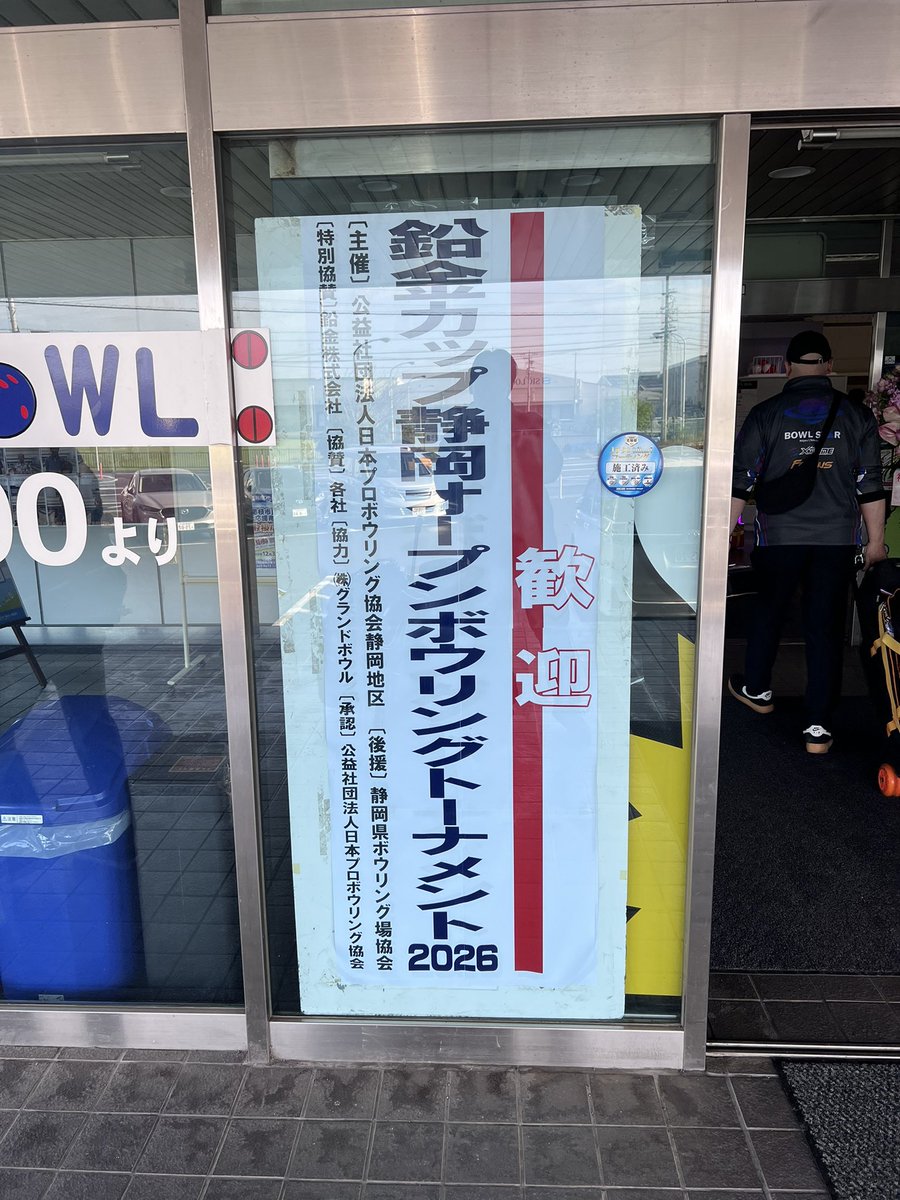 歓迎
鉛金カップ静岡オープンボウリングトーナメント2026
〔主催〕公益社団法人日本プロボウリング協会静岡地区 〔後援〕静岡県ボウリング場協会
〔特別協賛〕鉛金株式会社 〔協賛〕各社 〔協力〕㈱グランドボウル 〔承認〕公益社団法人日本プロボウリング協会
OWL
00より
施工済み
BOWL STAR